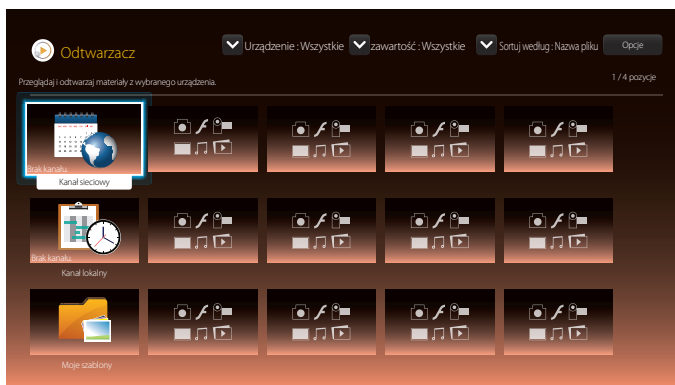 Odtwarzacz
Urządzenie : Wszystkie
zawartość : Wszystkie
Sortuj według : Nazwa pliku
Opcje
Przeglądaj i odtwarzaj materiały z wybranego urządzenia.
1 / 4 pozycje
Brak kanału.
Kanał sieciowy
Brak kanału.
Kanał lokalny
Moje szablony